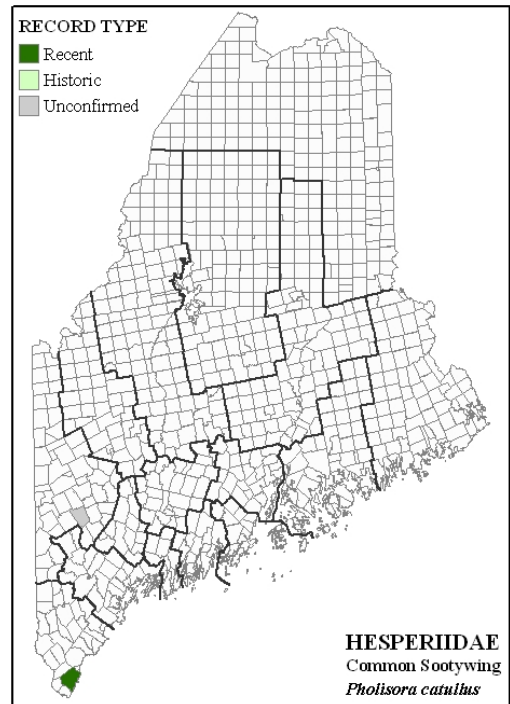 RECORD TYPE
Recent
Historic
Unconfirmed
HESPERIIDAE
Common Sootywing
Pholisora catullus